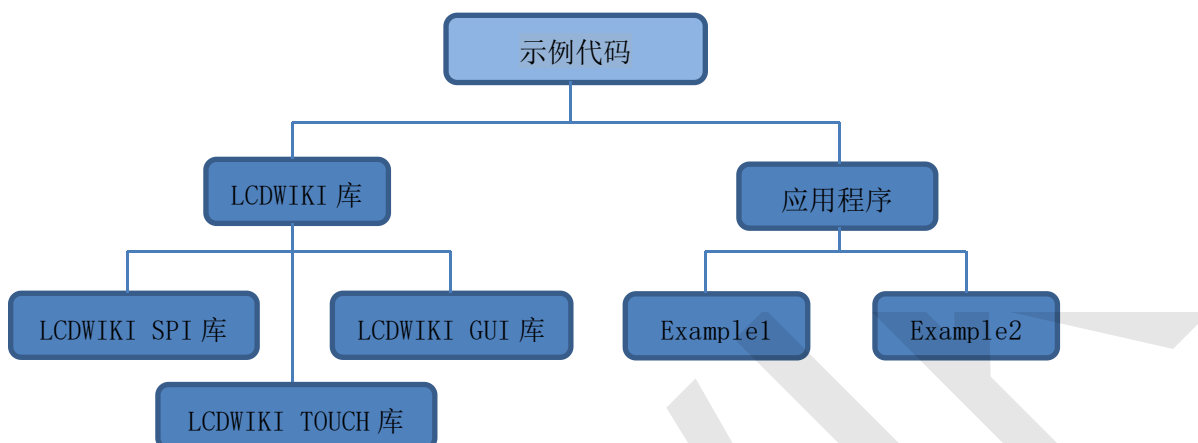 示例代码
LCDWIKI 库
应用程序
LCDWIKI SPI 库
LCDWIKI GUI 库
Example1
Example2
LCDWIKI TOUCH 库